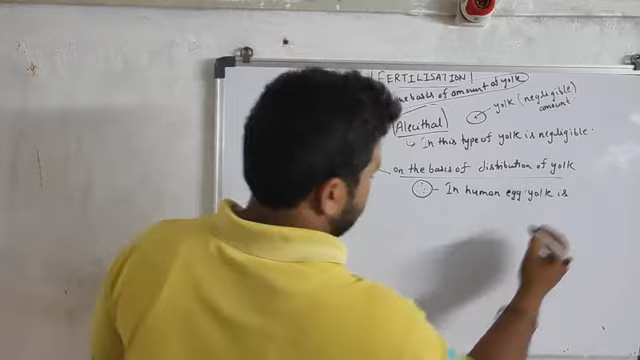 FERTILISATION
the basis of amount of yolk
yolk (negligible
amount.
Alecithal
In this type of yolk is negligible.
on the basis of distribution of yolk
In human egg yolk is